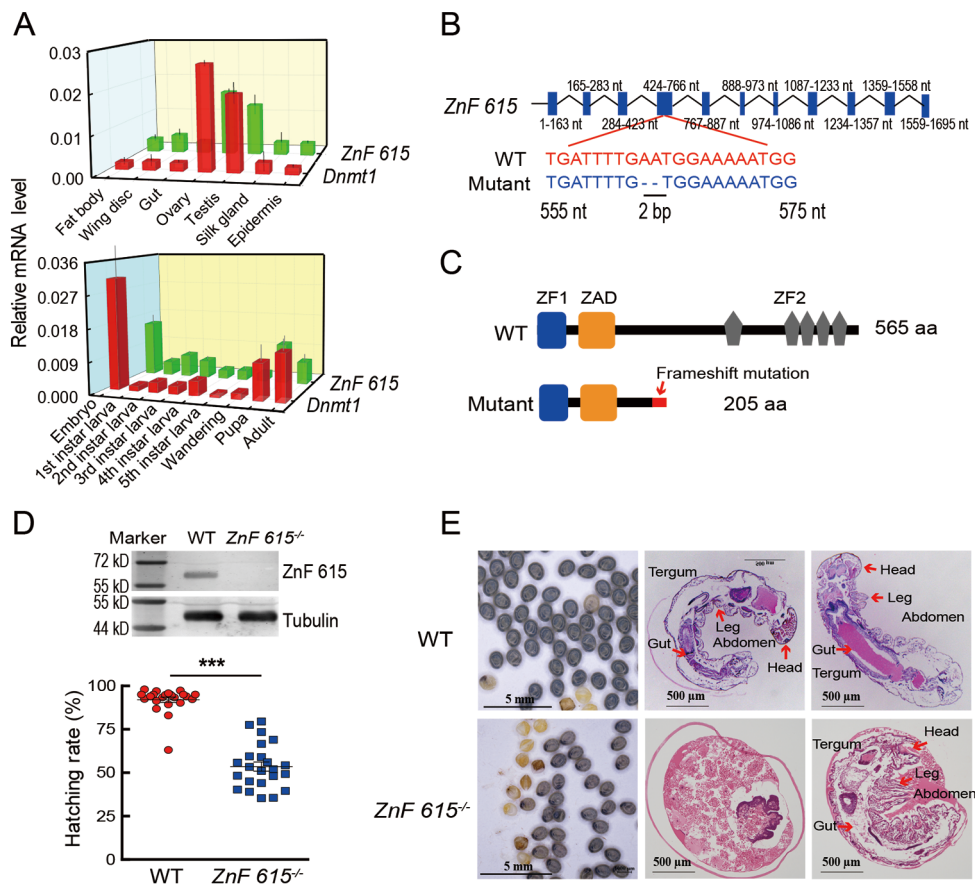 A
0.03
0.02
0.01
0.00
ZnF 615
Dnmt1
Fat body
Wing disc
Gut
Ovary
Testis
Silk gland
Epidermis
Relative mRNA level
0.036
0.027
0.018
0.009
0.000
ZnF 615
Dnmt1
Embryo
1st instar larva
2nd instar larva
3rd instar larva
4th instar larva
5th instar larva
Wandering
Pupa
Adult
B
165-283 nt 424-766 nt 888-973 nt 1087-1233 nt 1359-1558 nt
ZnF 615
1-163 nt 284-423 nt 767-887 nt 974-1086 nt 1234-1357 nt 1559-1695 nt
WT TGATTTTGAATGGAAAAATGG
Mutant TGATTTTG--TGGAAAAATGG
555 nt 2 bp 575 nt
C
ZF1 ZAD ZF2
WT 565 aa
Frameshift mutation
Mutant 205 aa
D
Marker WT ZnF 615-/-
72 kD
ZnF 615
55 kD
55 kD
Tubulin
44 kD
***
100
75
50
25
0
Hatching rate (%)
WT ZnF 615-/-
E
WT
5 mm
Tergum
Leg
Abdomen
Gut
Head
500 µm
Head
Leg
Abdomen
Gut
Tergum
500 µm
ZnF 615-/-
5 mm
500 µm
Tergum
Head
Leg
Abdomen
Gut
500 µm